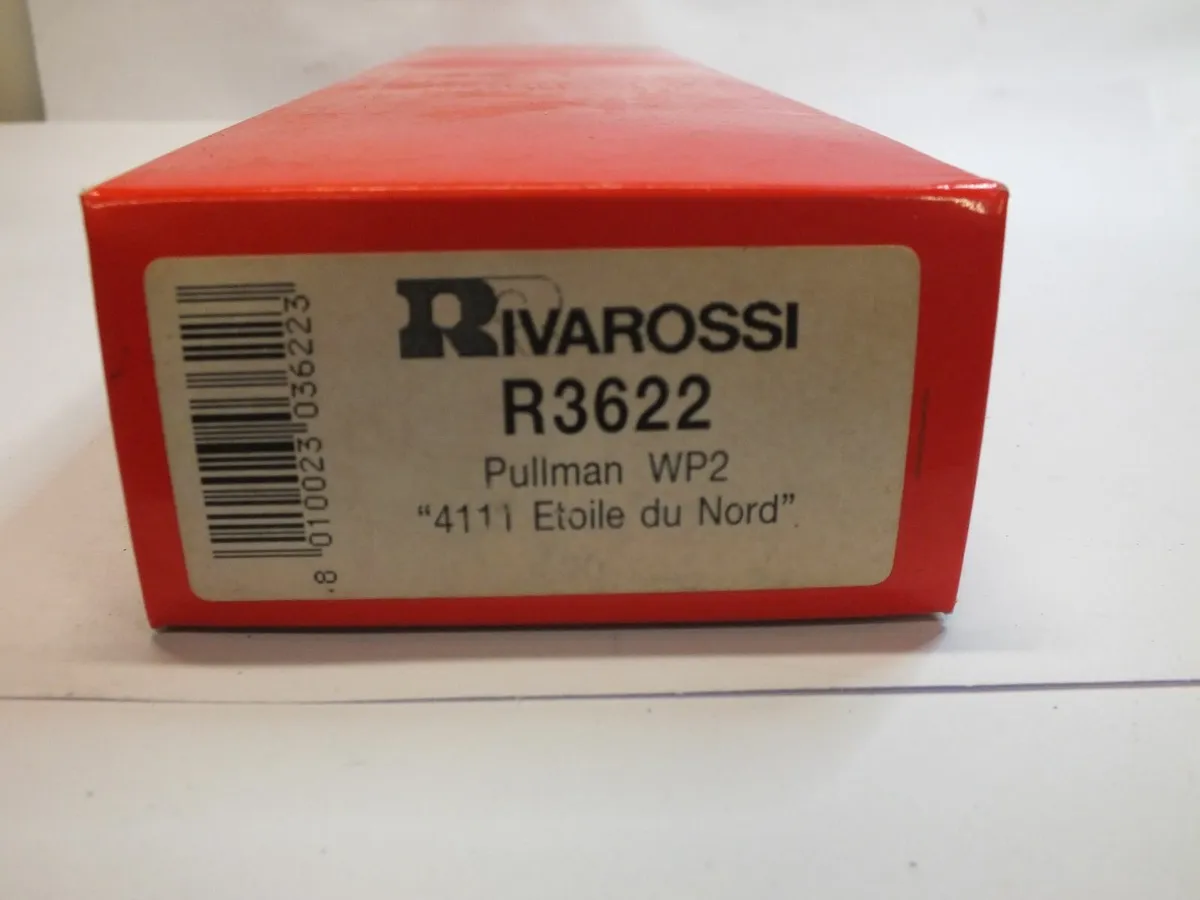 RIVAROSSI
R3622
Pullman WP2
"4111 Etoile du Nord"
8 010023 036223